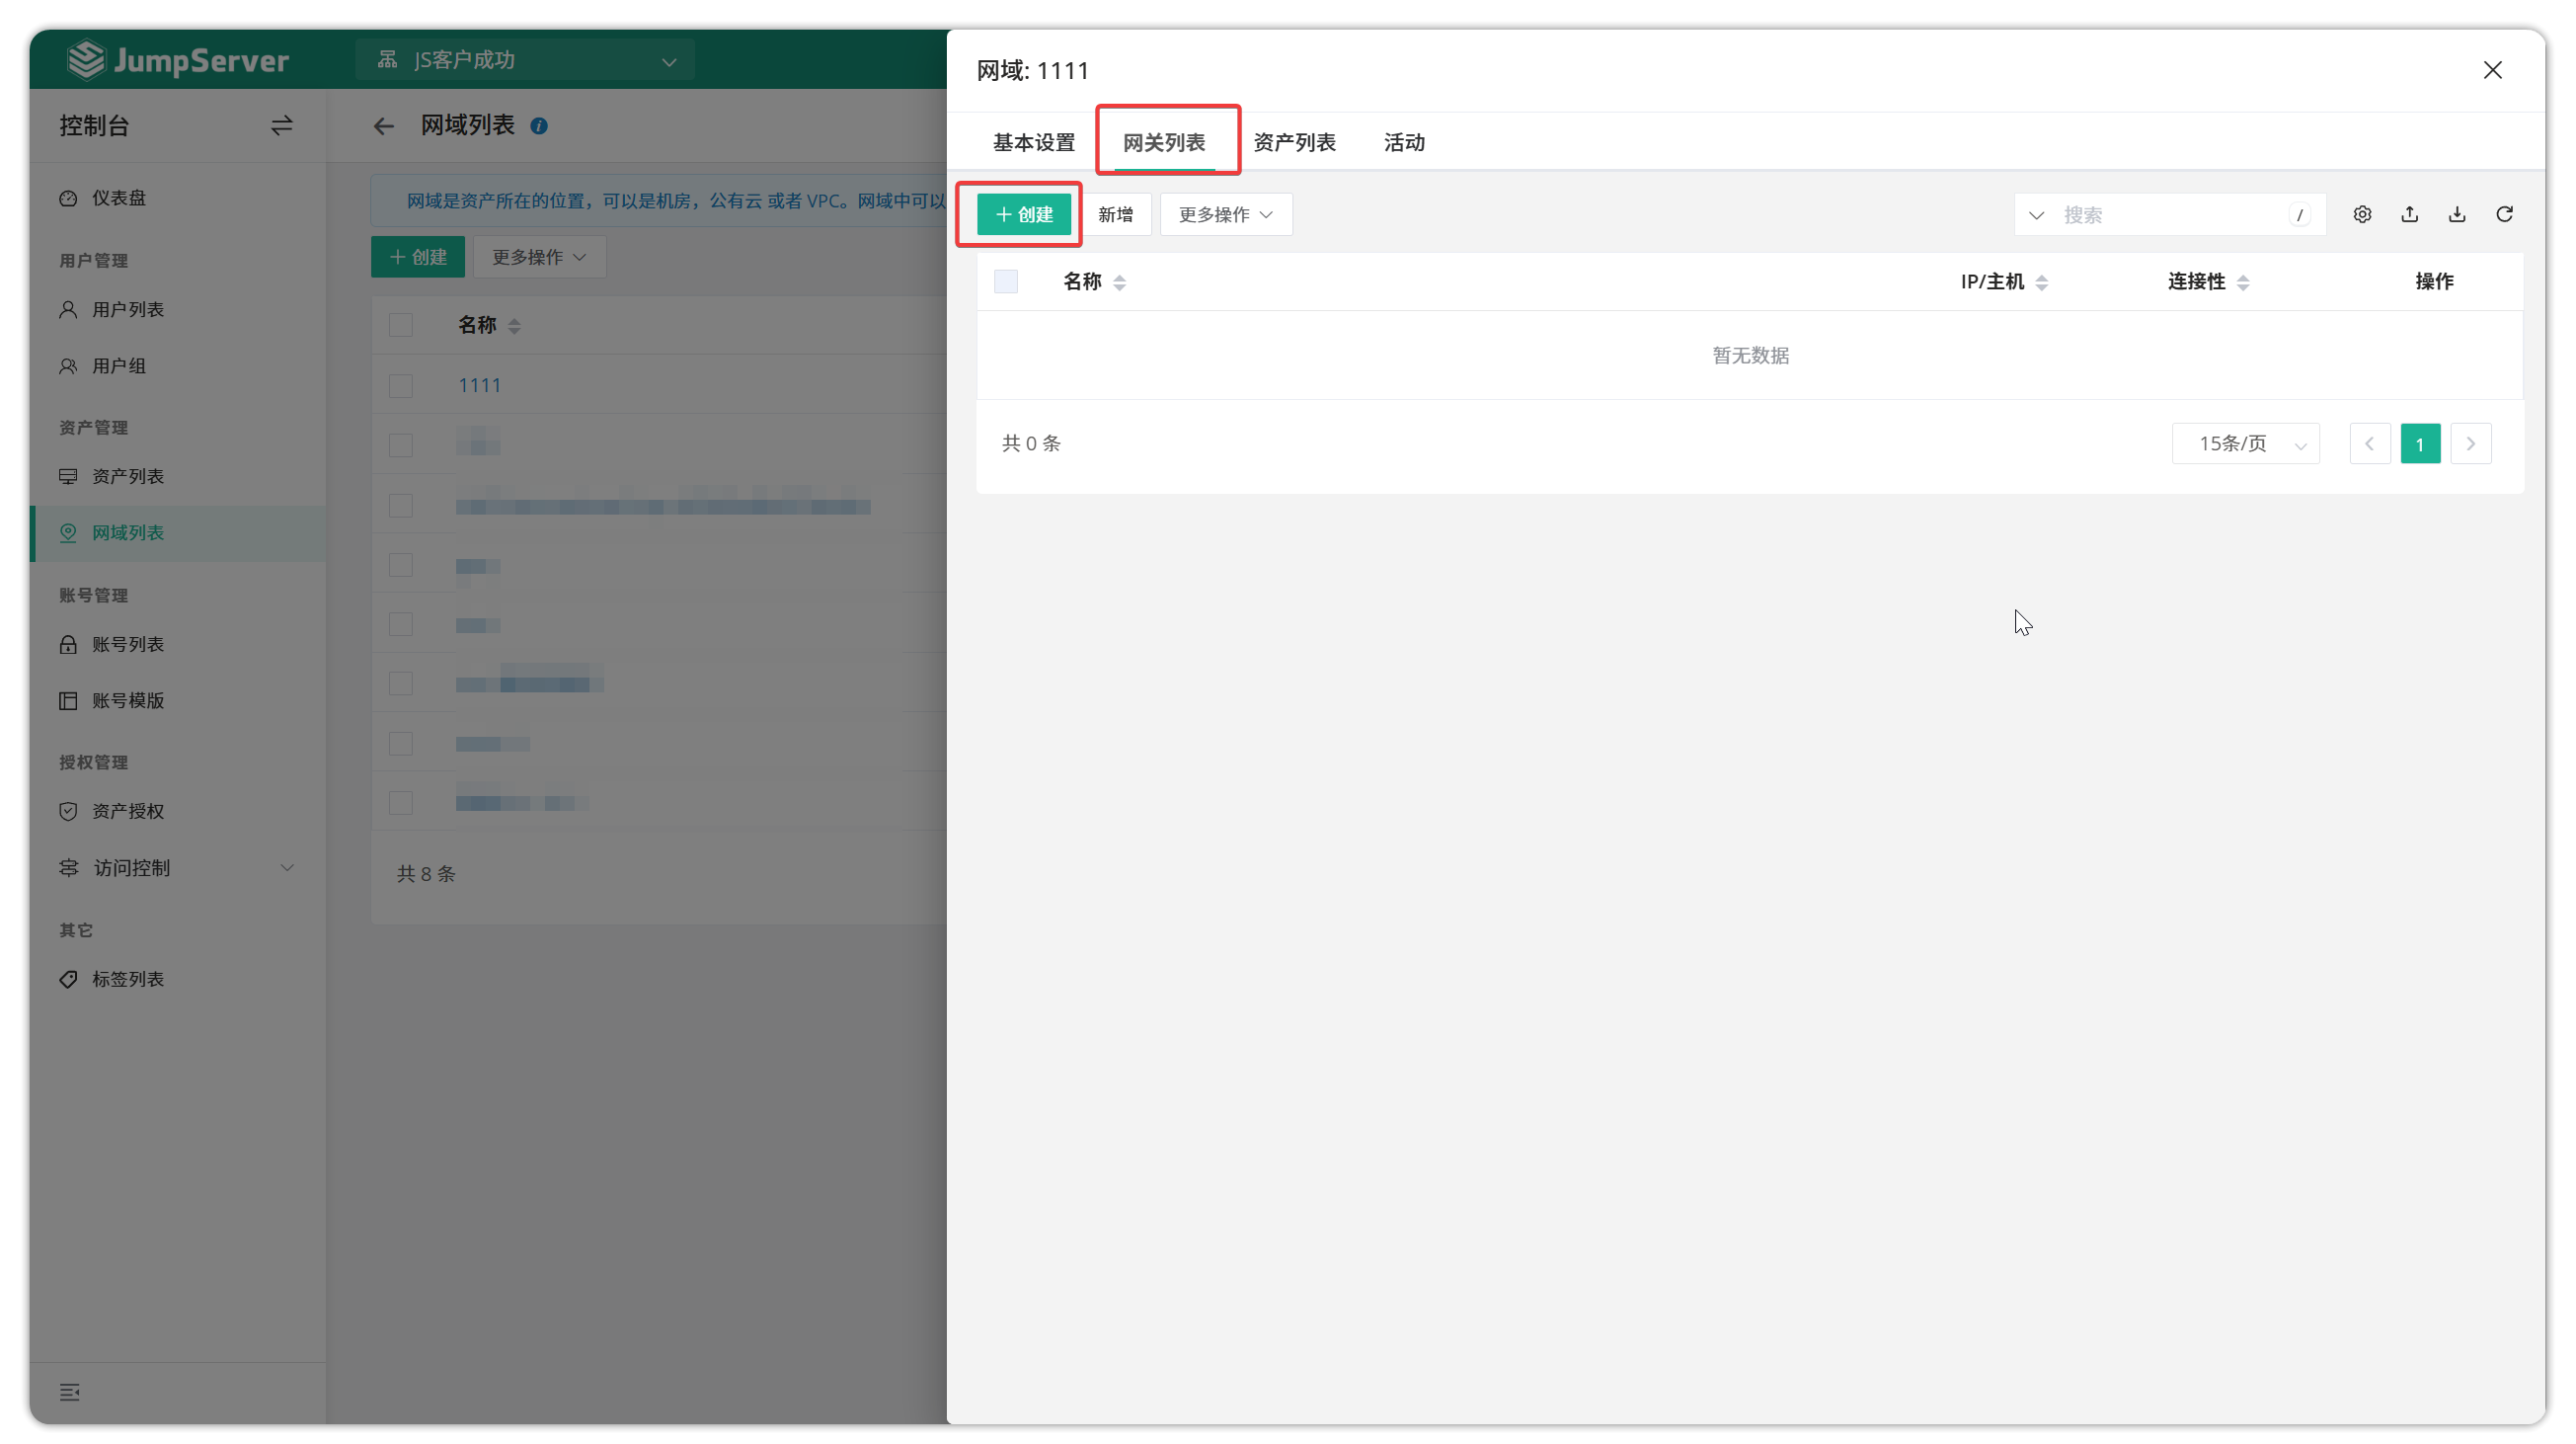 JumpServer
JS客户成功
控制台
仪表盘
用户管理
用户列表
用户组
资产管理
资产列表
网域列表
账号管理
账号列表
账号模版
授权管理
资产授权
访问控制
其它
标签列表
网域列表
网域是资产所在的位置，可以是机房，公有云 或者 VPC。网域中可以
创建
更多操作
名称
1111
共 8 条
网域: 1111
基本设置
网关列表
资产列表
活动
创建
新增
更多操作
搜索
/
名称
IP/主机
连接性
操作
暂无数据
共 0 条
15条/页
1